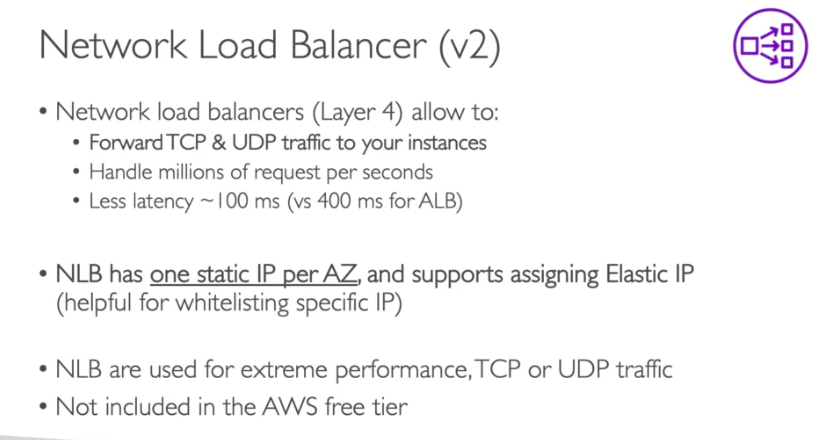 Network Load Balancer (v2)
• Network load balancers (Layer 4) allow to:
• Forward TCP & UDP traffic to your instances
• Handle millions of request per seconds
• Less latency ~100 ms (vs 400 ms for ALB)
• NLB has one static IP per AZ, and supports assigning Elastic IP
(helpful for whitelisting specific IP)
• NLB are used for extreme performance, TCP or UDP traffic
• Not included in the AWS free tier